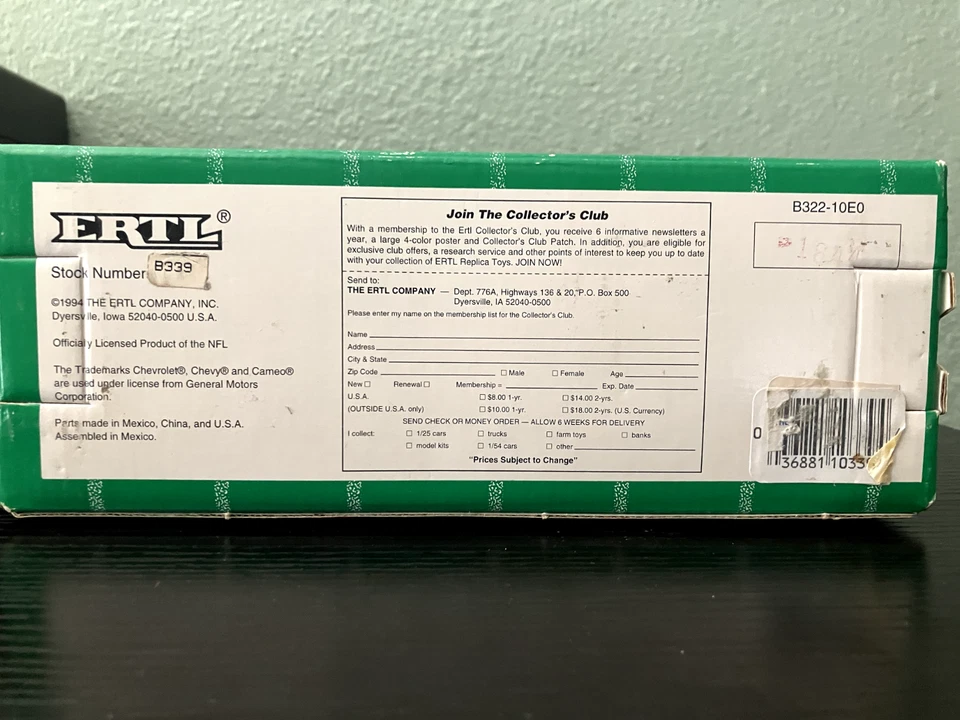 ERTL®
Stock Number B339
©1994 THE ERTL COMPANY, INC.
Dyersville, Iowa 52040-0500 U.S.A.
Officially Licensed Product of the NFL
The Trademarks Chevrolet®, Chevy® and Cameo®
are used under license from General Motors
Corporation.
Parts made in Mexico, China, and U.S.A.
Assembled in Mexico.
Join The Collector's Club
With a membership to the Ertl Collector's Club, you receive 6 informative newsletters a
year, a large 4-color poster and Collector's Club Patch. In addition, you are eligible for
exclusive club offers, a research service and other points of interest to keep you up to date
with your collection of ERTL Replica Toys. JOIN NOW!
Send to:
THE ERTL COMPANY — Dept. 776A, Highways 136 & 20, P.O. Box 500
Dyersville, IA 52040-0500
Please enter my name on the membership list for the Collector's Club.
Name
Address
City & State
Zip Code ☐ Male ☐ Female Age
New ☐ Renewal ☐ Membership = Exp. Date
U.S.A. ☐ $8.00 1-yr. ☐ $14.00 2-yrs.
(OUTSIDE U.S.A. only) ☐ $10.00 1-yr. ☐ $18.00 2-yrs. (U.S. Currency)
SEND CHECK OR MONEY ORDER — ALLOW 6 WEEKS FOR DELIVERY
I collect: ☐ 1/25 cars ☐ trucks ☐ farm toys ☐ banks
☐ model kits ☐ 1/54 cars ☐ other
"Prices Subject to Change"
B322-10E0
0 36881 1033